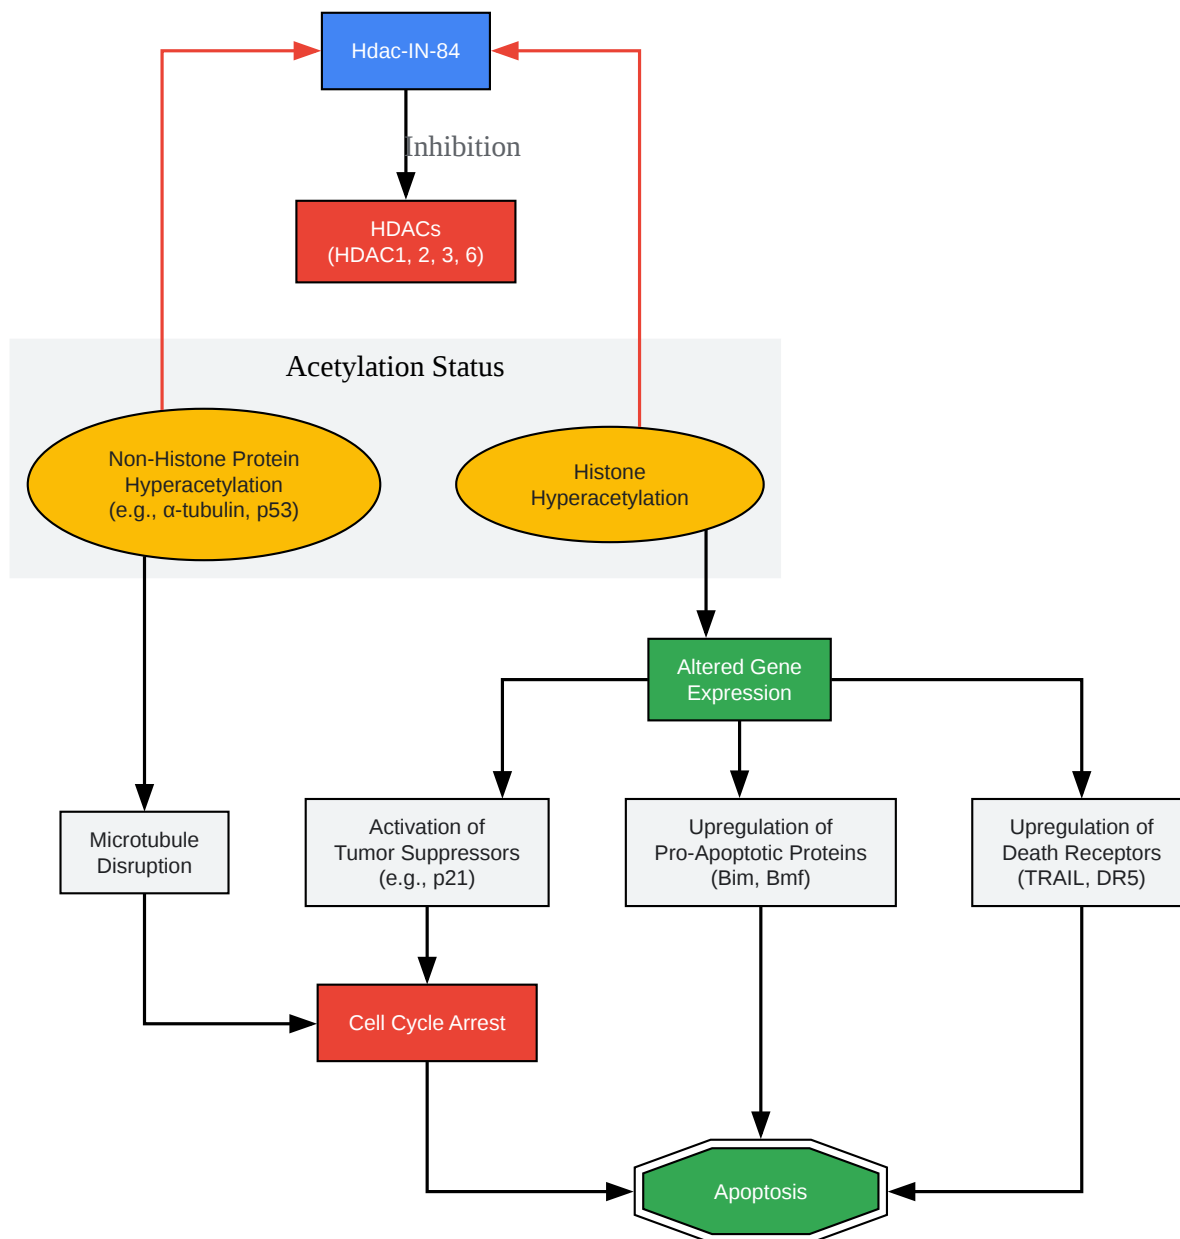 Hdac-IN-84
Inhibition
HDACs
(HDAC1, 2, 3, 6)
Acetylation Status
Non-Histone Protein
Hyperacetylation
(e.g., α-tubulin, p53)
Histone
Hyperacetylation
Altered Gene
Expression
Microtubule
Disruption
Activation of
Tumor Suppressors
(e.g., p21)
Upregulation of
Pro-Apoptotic Proteins
(Bim, Bmf)
Upregulation of
Death Receptors
(TRAIL, DR5)
Cell Cycle Arrest
Apoptosis